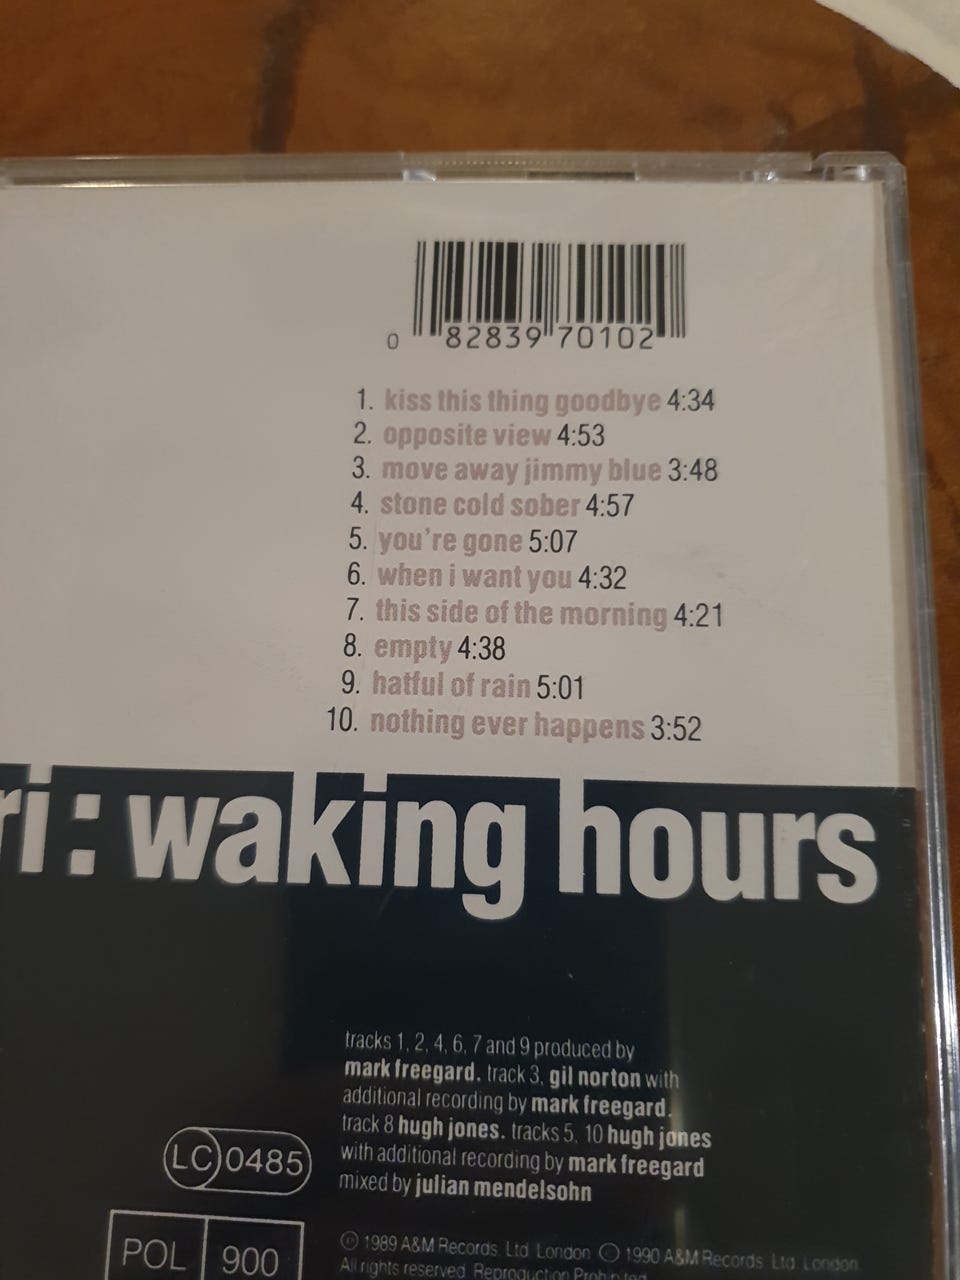 0 82839 70102
1. kiss this thing goodbye 4:34
2. opposite view 4:53
3. move away jimmy blue 3:48
4. stone cold sober 4:57
5. you're gone 5:07
6. when i want you 4:32
7. this side of the morning 4:21
8. empty 4:38
9. hatful of rain 5:01
10. nothing ever happens 3:52
ri: waking hours
tracks 1, 2, 4, 6, 7 and 9 produced by
mark freegard. track 3, gil norton with
additional recording by mark freegard.
track 8 hugh jones. tracks 5, 10 hugh jones
with additional recording by mark freegard
mixed by julian mendelsohn
LC 0485
POL 900
℗ 1989 A&M Records Ltd London © 1990 A&M Records Ltd London
All rights reserved Reproduction Prohibited